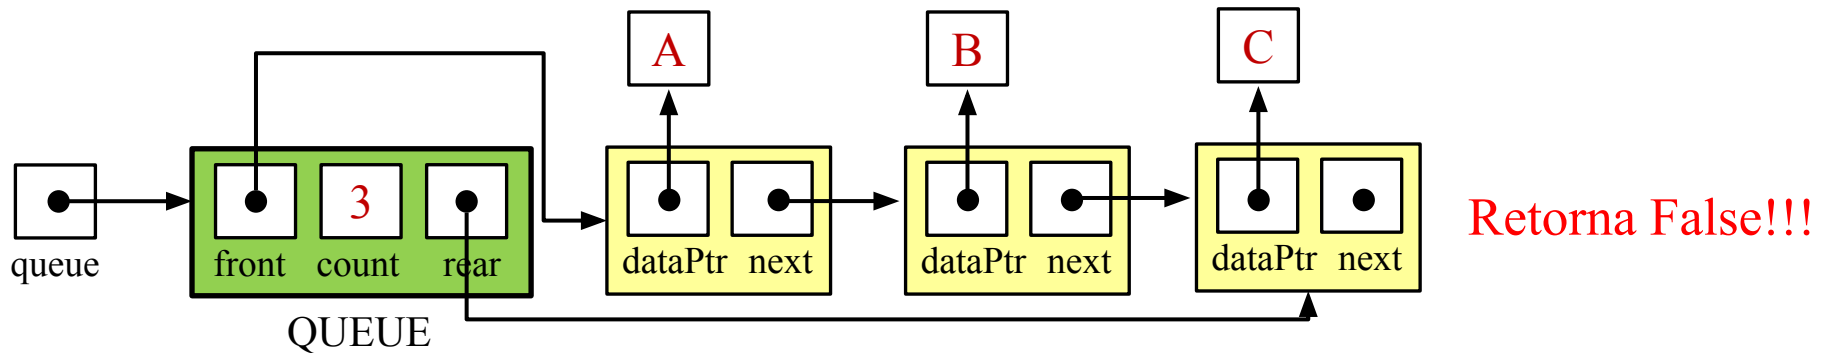 A B C
3
Retorna False!!!
queue front count rear dataPtr next dataPtr next dataPtr next
QUEUE